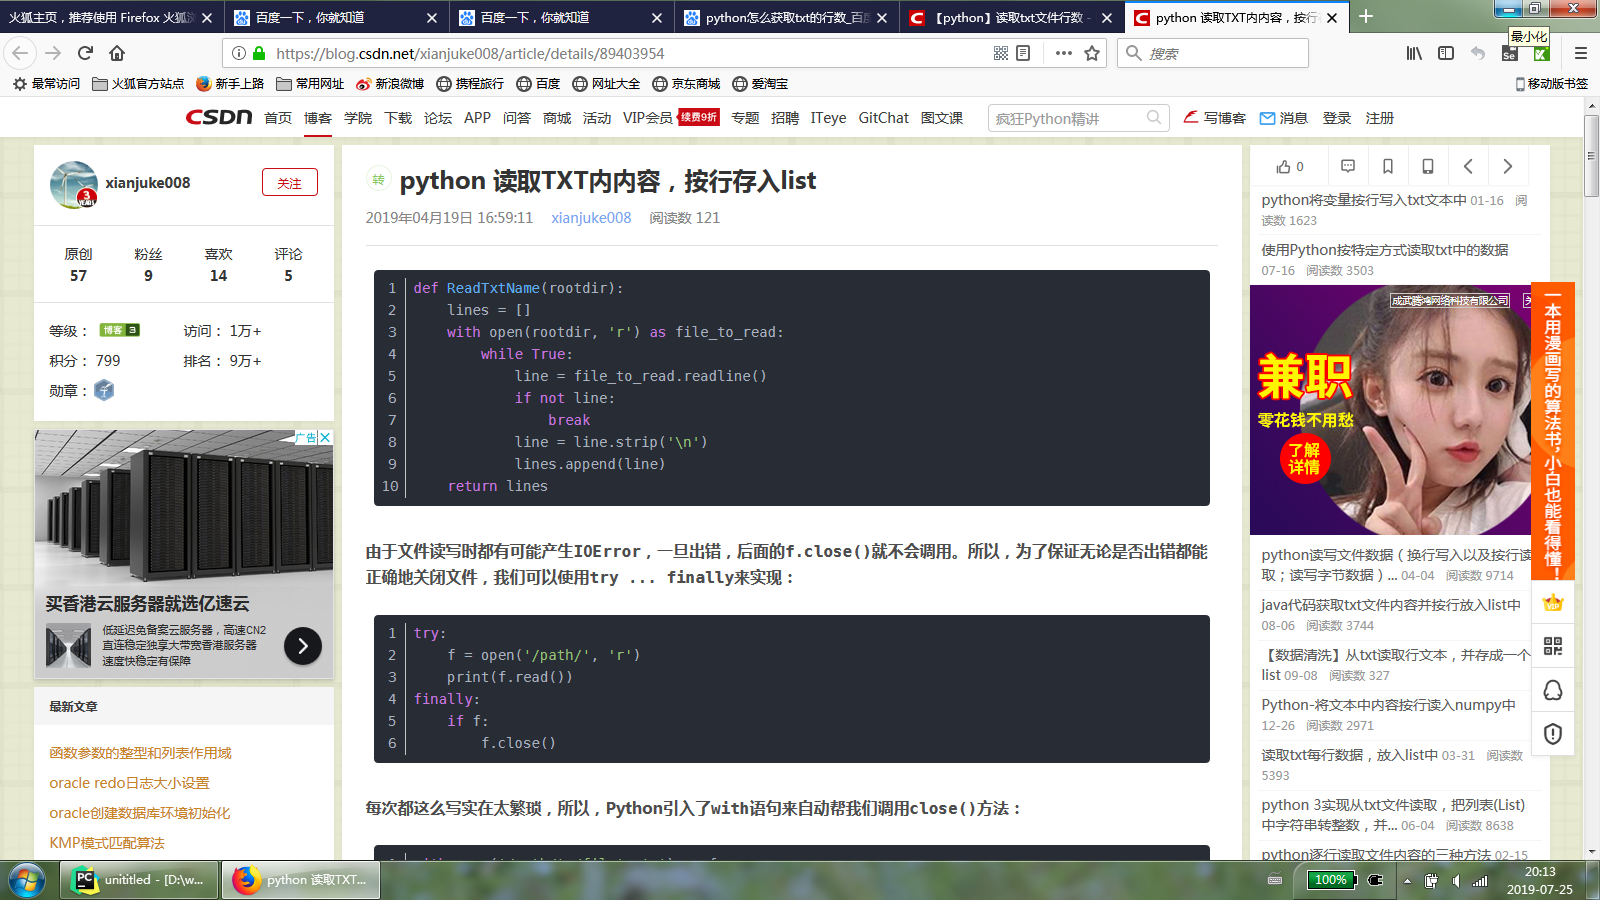 火狐主页，推荐使用 Firefox 火狐
百度一下，你就知道
百度一下，你就知道
python怎么获取txt的行数_百
【python】读取txt文件行数 -
python 读取TXT内内容，按行
最小化
https://blog.csdn.net/xianjuke008/article/details/89403954
搜索
最常访问 火狐官方站点 新手上路 常用网址 新浪微博 携程旅行 百度 网址大全 京东商城 爱淘宝 移动版书签
CSDN 首页 博客 学院 下载 论坛 APP 问答 商城 活动 VIP会员 续费9折 专题 招聘 ITeye GitChat 图文课 疯狂Python精讲 写博客 消息 登录 注册
3
YEARS
xianjuke008
关注
原创 粉丝 喜欢 评论
57 9 14 5
等级： 博客 3 访问： 1万+
积分： 799 排名： 9万+
勋章：
广告
买香港云服务器就选亿速云
低延迟免备案云服务器，高速CN2
直连稳定独享大带宽香港服务器
速度快稳定有保障
最新文章
函数参数的整型和列表作用域
oracle redo日志大小设置
oracle创建数据库环境初始化
KMP模式匹配算法
转 python 读取TXT内内容，按行存入list
2019年04月19日 16:59:11 xianjuke008 阅读数 121
1 def ReadTxtName(rootdir):
2     lines = []
3     with open(rootdir, 'r') as file_to_read:
4         while True:
5             line = file_to_read.readline()
6             if not line:
7                 break
8             line = line.strip('\n')
9             lines.append(line)
10     return lines
由于文件读写时都有可能产生IOError，一旦出错，后面的f.close()就不会调用。所以，为了保证无论是否出错都能
正确地关闭文件，我们可以使用try ... finally来实现：
1 try:
2     f = open('/path/', 'r')
3     print(f.read())
4 finally:
5     if f:
6         f.close()
每次都这么写实在太繁琐，所以，Python引入了with语句来自动帮我们调用close()方法：
0
python将变量按行写入txt文本中 01-16 阅
读数 1623
使用Python按特定方式读取txt中的数据
07-16 阅读数 3503
成武腾鸿网络科技有限公司
兼职
零花钱不用愁
了解
详情
一本用漫画写的算法书，小白也能看得懂！
python读写文件数据（换行写入以及按行读
取；读写字节数据）... 04-04 阅读数 9714
java代码获取txt文件内容并按行放入list中
08-06 阅读数 3744
【数据清洗】从txt读取行文本，并存成一个
list 09-08 阅读数 327
Python-将文本中内容按行读入numpy中
12-26 阅读数 2971
读取txt每行数据，放入list中 03-31 阅读数
5393
python 3实现从txt文件读取，把列表(List)
中字符串转整数，并... 06-04 阅读数 8638
python逐行读取文件内容的三种方法 02-15
VIP
PC unititled - [D:\w...
python 读取TXT...
100%
20:13
2019-07-25